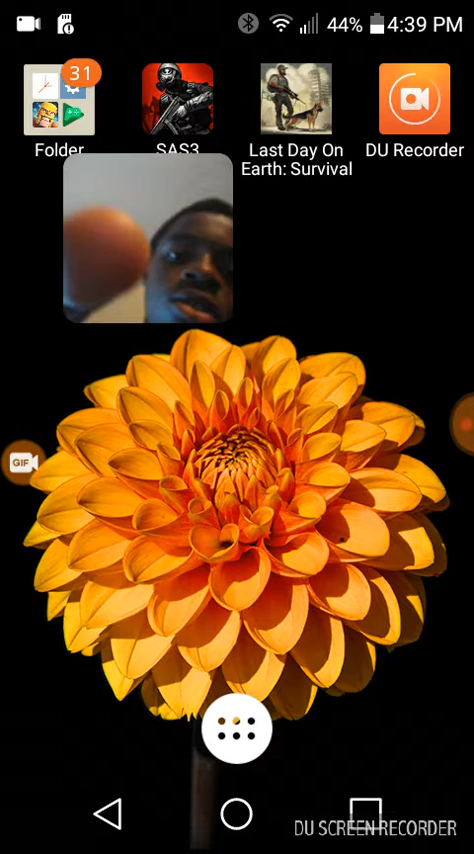 44% 4:39 PM
31
Folder
SAS3
Last Day On
Earth: Survival
DU Recorder
GIF
DU SCREEN RECORDER